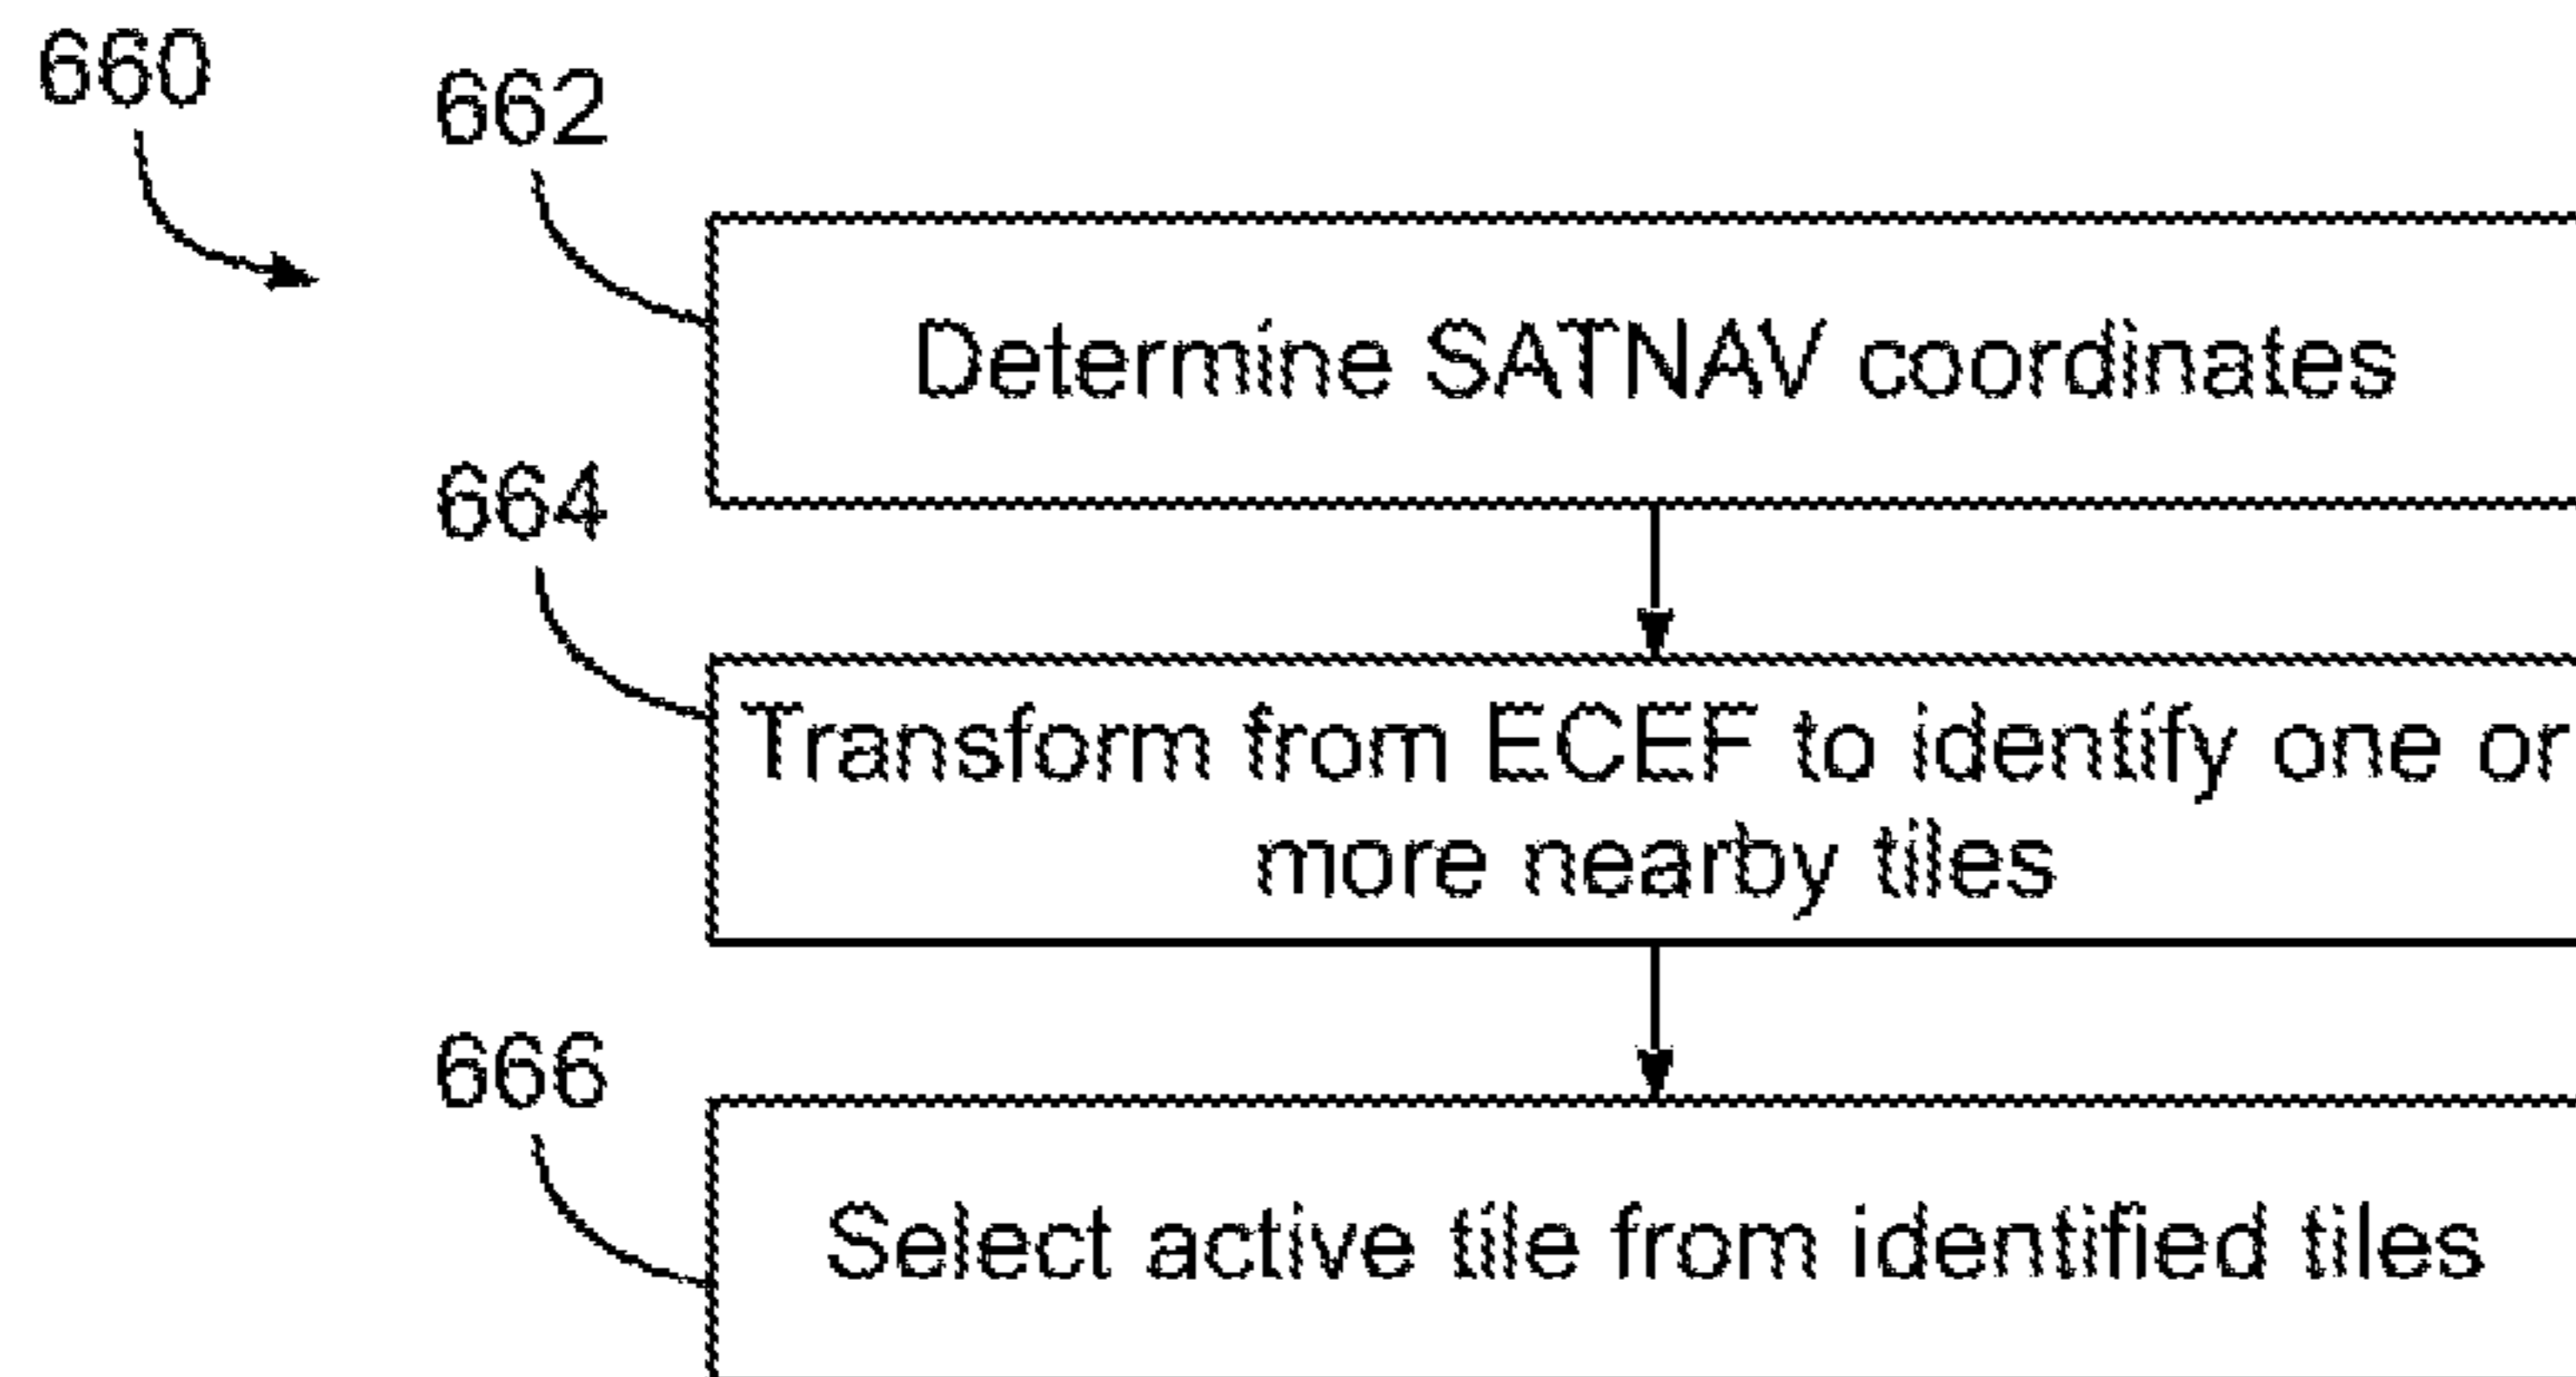 660
662
Determine SATNAV coordinates
664
Transform from ECEF to identify one or
more nearby tiles
666
Select active tile from identified tiles